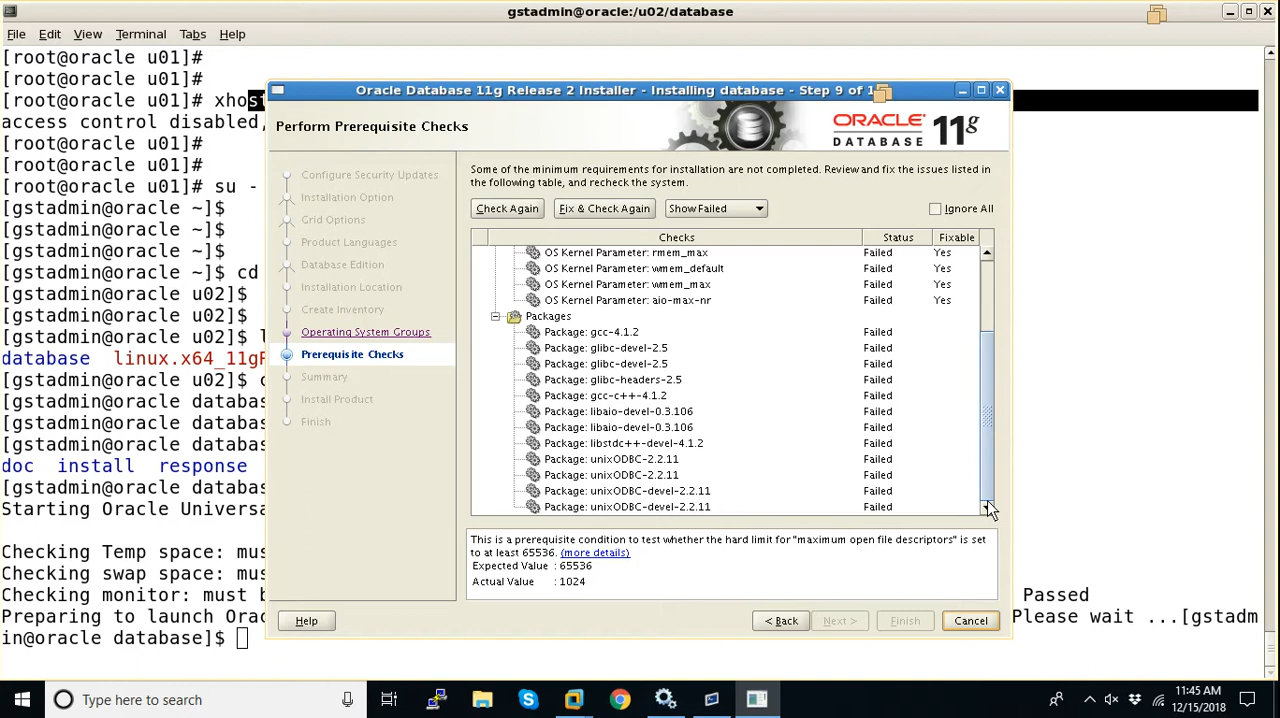 gstadmin@oracle:/u02/database
File Edit View Terminal Tabs Help
[root@oracle u01]#
[root@oracle u01]#
[root@oracle u01]# xhost
access control disabled,
[root@oracle u01]#
[root@oracle u01]#
[root@oracle u01]# su -
[gstadmin@oracle ~]$
[gstadmin@oracle ~]$
[gstadmin@oracle ~]$
[gstadmin@oracle ~]$ cd
[gstadmin@oracle u02]$
[gstadmin@oracle u02]$
[gstadmin@oracle u02]$ l
database linux.x64_11gR
[gstadmin@oracle u02]$ c
[gstadmin@oracle databas
[gstadmin@oracle databas
[gstadmin@oracle databas
doc install response
[gstadmin@oracle databas
Starting Oracle Universa
Checking Temp space: mus
Checking swap space: mus
Checking monitor: must b
Passed
Preparing to launch Orac
Please wait ...[gstadm
in@oracle database]$
Oracle Database 11g Release 2 Installer - Installing database - Step 9 of 1
Perform Prerequisite Checks
ORACLE
DATABASE
11g
Configure Security Updates
Installation Option
Grid Options
Product Languages
Database Edition
Installation Location
Create Inventory
Operating System Groups
Prerequisite Checks
Summary
Install Product
Finish
Some of the minimum requirements for installation are not completed. Review and fix the issues listed in
the following table, and recheck the system.
Check Again Fix & Check Again Show Failed Ignore All
Checks Status Fixable
OS Kernel Parameter: rmem_max Failed Yes
OS Kernel Parameter: wmem_default Failed Yes
OS Kernel Parameter: wmem_max Failed Yes
OS Kernel Parameter: aio-max-nr Failed Yes
Packages
Package: gcc-4.1.2 Failed
Package: glibc-devel-2.5 Failed
Package: glibc-devel-2.5 Failed
Package: glibc-headers-2.5 Failed
Package: gcc-c++-4.1.2 Failed
Package: libaio-devel-0.3.106 Failed
Package: libaio-devel-0.3.106 Failed
Package: libstdc++-devel-4.1.2 Failed
Package: unixODBC-2.2.11 Failed
Package: unixODBC-2.2.11 Failed
Package: unixODBC-devel-2.2.11 Failed
Package: unixODBC-devel-2.2.11 Failed
This is a prerequisite condition to test whether the hard limit for "maximum open file descriptors" is set
to at least 65536. (more details)
Expected Value : 65536
Actual Value : 1024
Help < Back Next > Finish Cancel
Type here to search
11:45 AM
12/15/2018